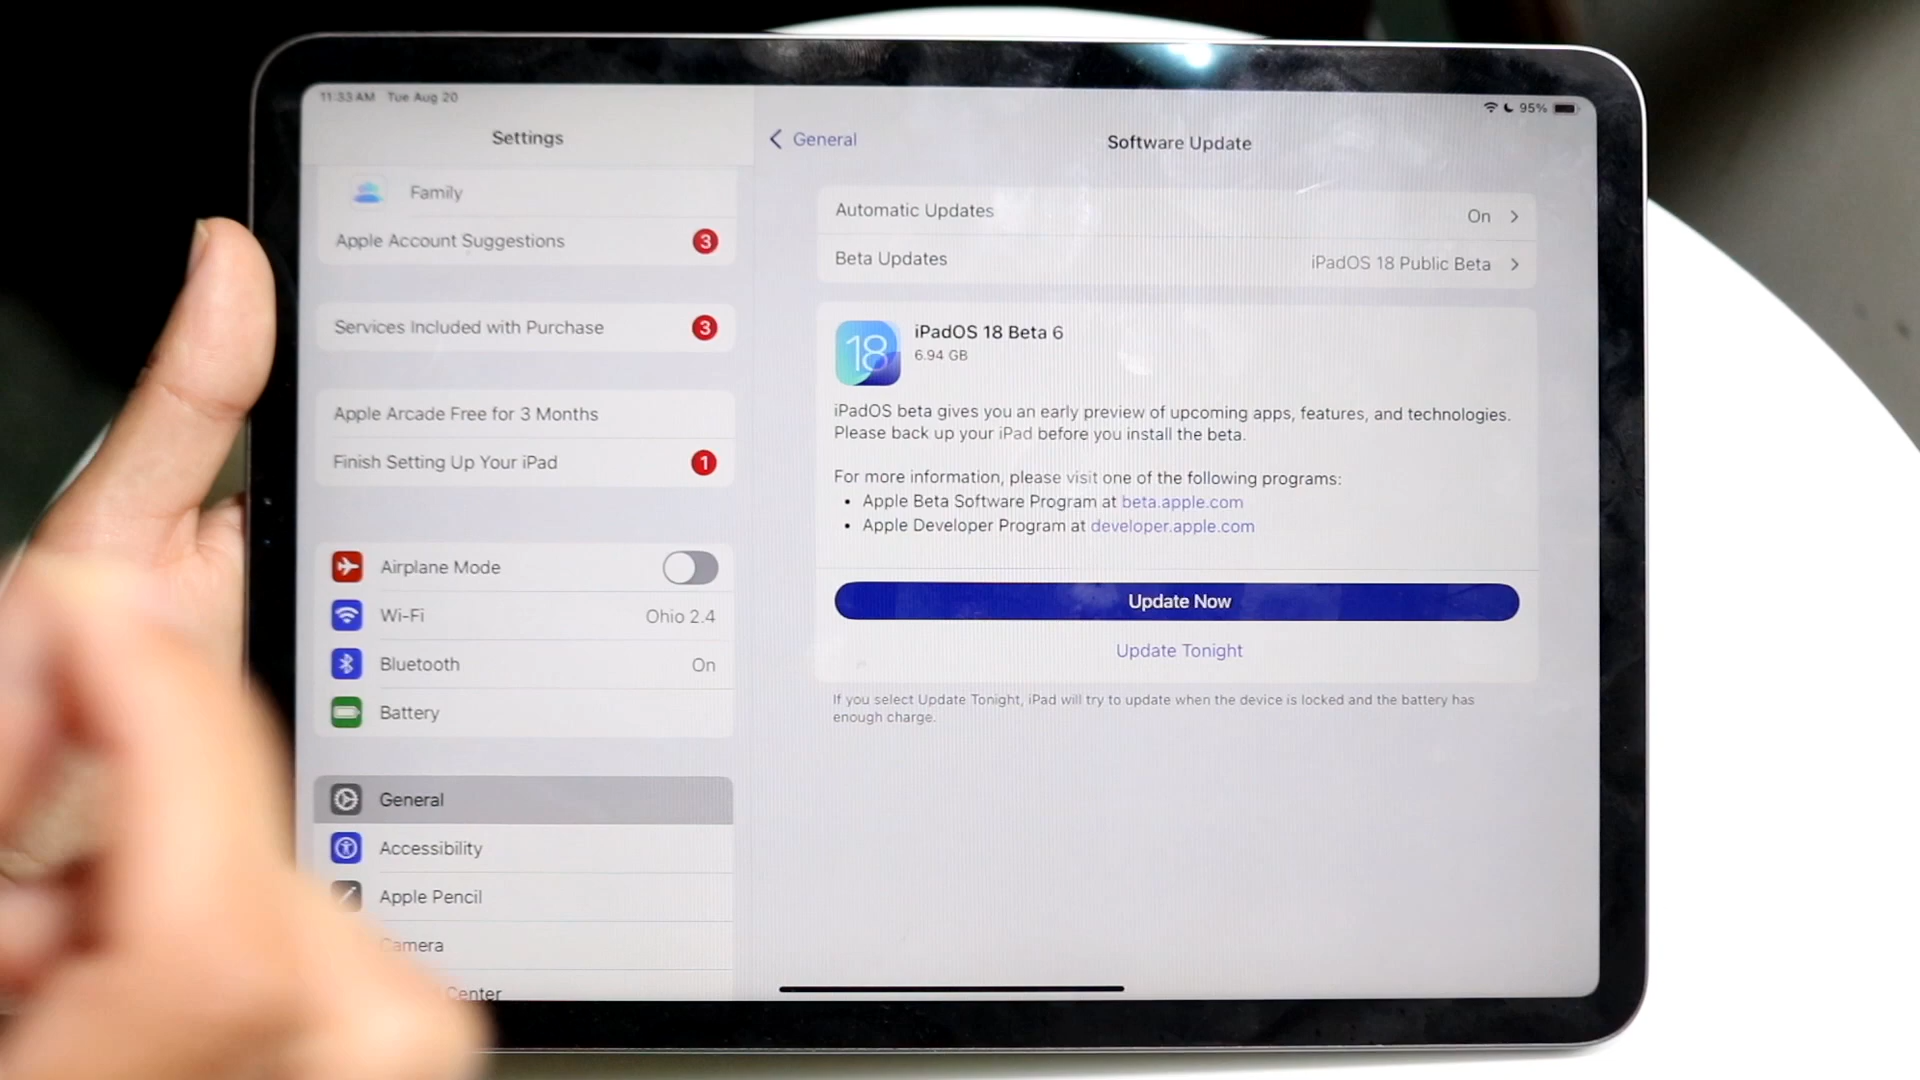 11:33 AM Tue Aug 20
95%
Settings
Family
Apple Account Suggestions 3
Services Included with Purchase 3
Apple Arcade Free for 3 Months
Finish Setting Up Your iPad 1
Airplane Mode
Wi-Fi Ohio 2.4
Bluetooth On
Battery
General
Accessibility
Apple Pencil
Camera
Center
General
Software Update
Automatic Updates On
Beta Updates iPadOS 18 Public Beta
18
iPadOS 18 Beta 6
6.94 GB
iPadOS beta gives you an early preview of upcoming apps, features, and technologies.
Please back up your iPad before you install the beta.
For more information, please visit one of the following programs:
• Apple Beta Software Program at beta.apple.com
• Apple Developer Program at developer.apple.com
Update Now
Update Tonight
If you select Update Tonight, iPad will try to update when the device is locked and the battery has
enough charge.